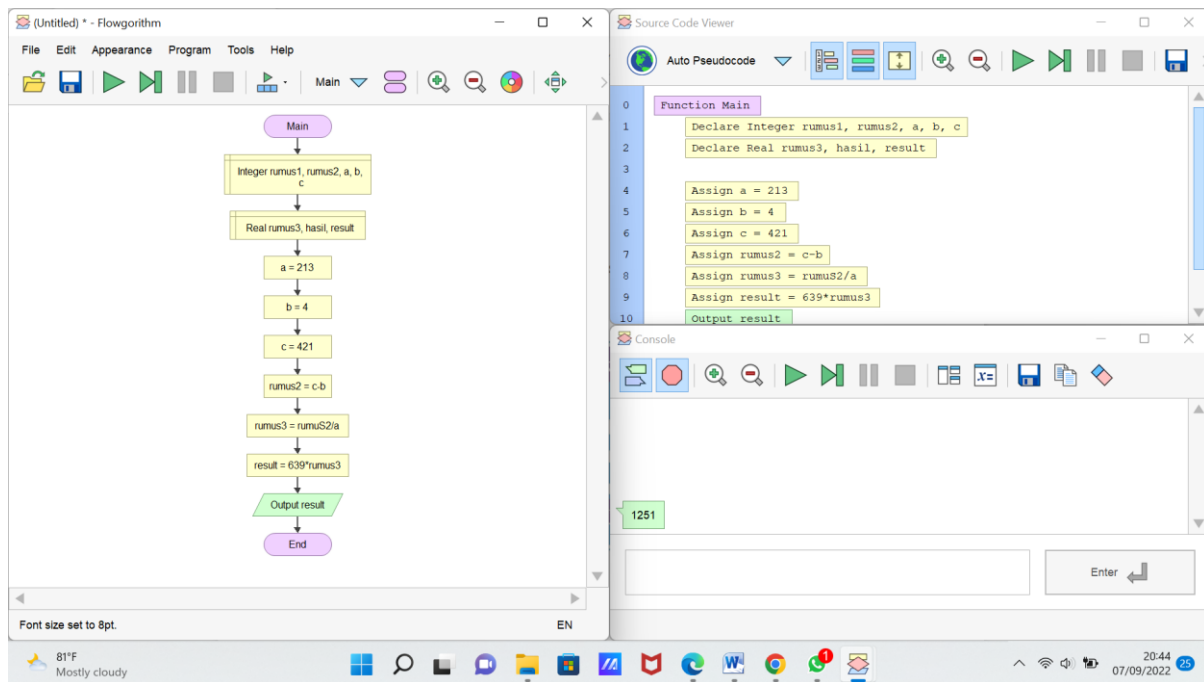 (Untitled) * - Flowgorithm
File Edit Appearance Program Tools Help
Main
Main
Integer rumus1, rumus2, a, b,
c
Real rumus3, hasil, result
a = 213
b = 4
c = 421
rumus2 = c-b
rumus3 = rumuS2/a
result = 639*rumus3
Output result
End
Font size set to 8pt.
EN
Source Code Viewer
Auto Pseudocode
0 Function Main
1 Declare Integer rumus1, rumus2, a, b, c
2 Declare Real rumus3, hasil, result
3
4 Assign a = 213
5 Assign b = 4
6 Assign c = 421
7 Assign rumus2 = c-b
8 Assign rumus3 = rumuS2/a
9 Assign result = 639*rumus3
10 Output result
Console
x=
1251
Enter
81°F
Mostly cloudy
W
1
20:44
07/09/2022
25